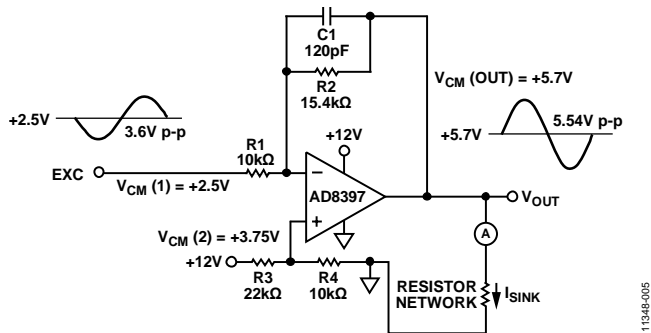 C1
120pF
R2
15.4kΩ
V_CM (OUT) = +5.7V
+2.5V
3.6V p-p
+12V
+5.7V
5.54V p-p
R1
10kΩ
EXC
V_CM (1) = +2.5V
−
AD8397
+
V_OUT
A
V_CM (2) = +3.75V
+12V
R3
22kΩ
R4
10kΩ
RESISTOR
NETWORK
I_SINK
11348-005